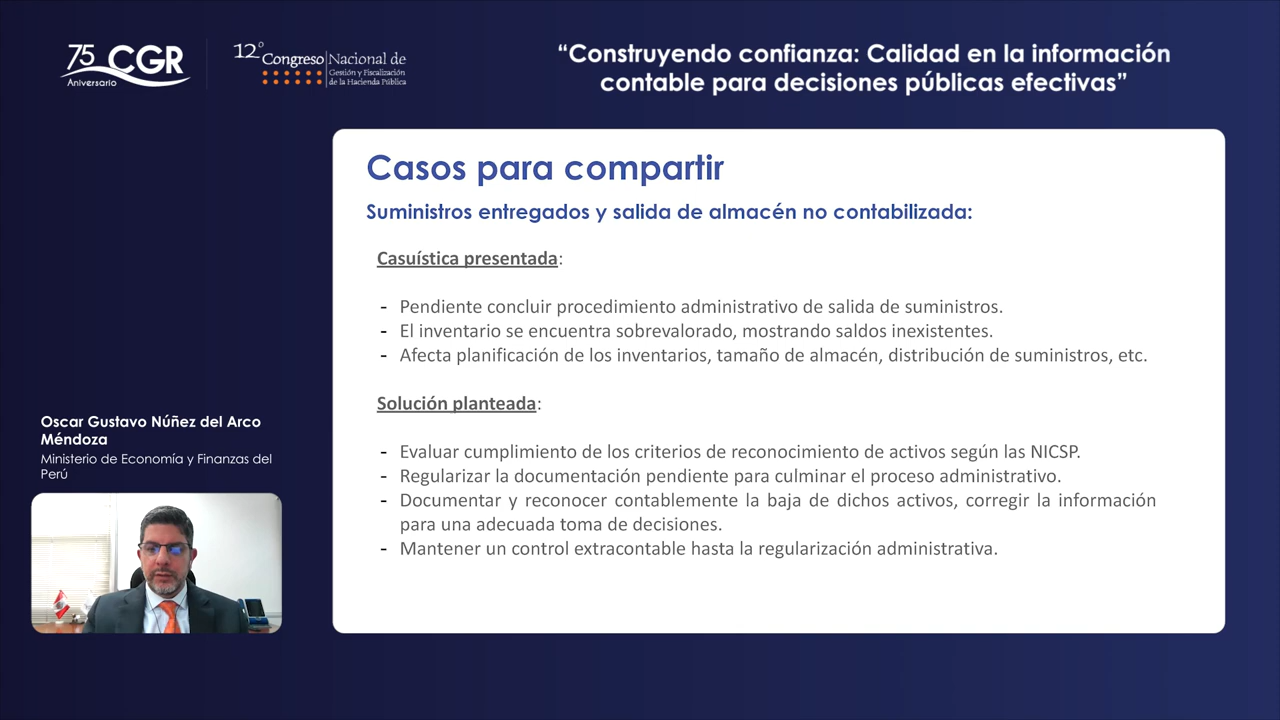 75 CGR
Aniversario
12° Congreso Nacional de
Gestión y Fiscalización
de la Hacienda Pública
“Construyendo confianza: Calidad en la información
contable para decisiones públicas efectivas”
Casos para compartir
Suministros entregados y salida de almacén no contabilizada:
Casuística presentada:
- Pendiente concluir procedimiento administrativo de salida de suministros.
- El inventario se encuentra sobrevalorado, mostrando saldos inexistentes.
- Afecta planificación de los inventarios, tamaño de almacén, distribución de suministros, etc.
Solución planteada:
- Evaluar cumplimiento de los criterios de reconocimiento de activos según las NICSP.
- Regularizar la documentación pendiente para culminar el proceso administrativo.
- Documentar y reconocer contablemente la baja de dichos activos, corregir la información
para una adecuada toma de decisiones.
- Mantener un control extracontable hasta la regularización administrativa.
Oscar Gustavo Núñez del Arco
Méndoza
Ministerio de Economía y Finanzas del
Perú